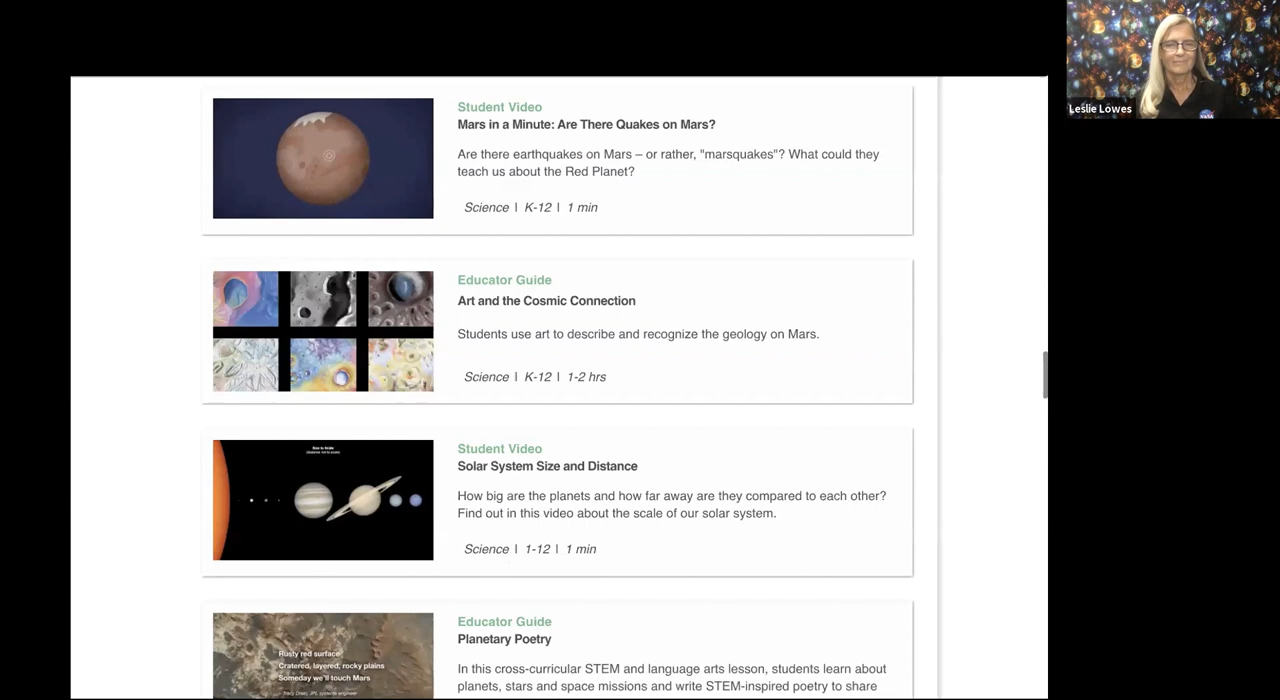 Leslie Lowes
NASA
Student Video
Mars in a Minute: Are There Quakes on Mars?
Are there earthquakes on Mars – or rather, "marsquakes"? What could they
teach us about the Red Planet?
Science | K-12 | 1 min
Educator Guide
Art and the Cosmic Connection
Students use art to describe and recognize the geology on Mars.
Science | K-12 | 1-2 hrs
Student Video
Solar System Size and Distance
How big are the planets and how far away are they compared to each other?
Find out in this video about the scale of our solar system.
Science | 1-12 | 1 min
Educator Guide
Planetary Poetry
In this cross-curricular STEM and language arts lesson, students learn about
planets, stars and space missions and write STEM-inspired poetry to share
Rusty red surface
Cratered, layered, rocky plains
Someday we'll touch Mars